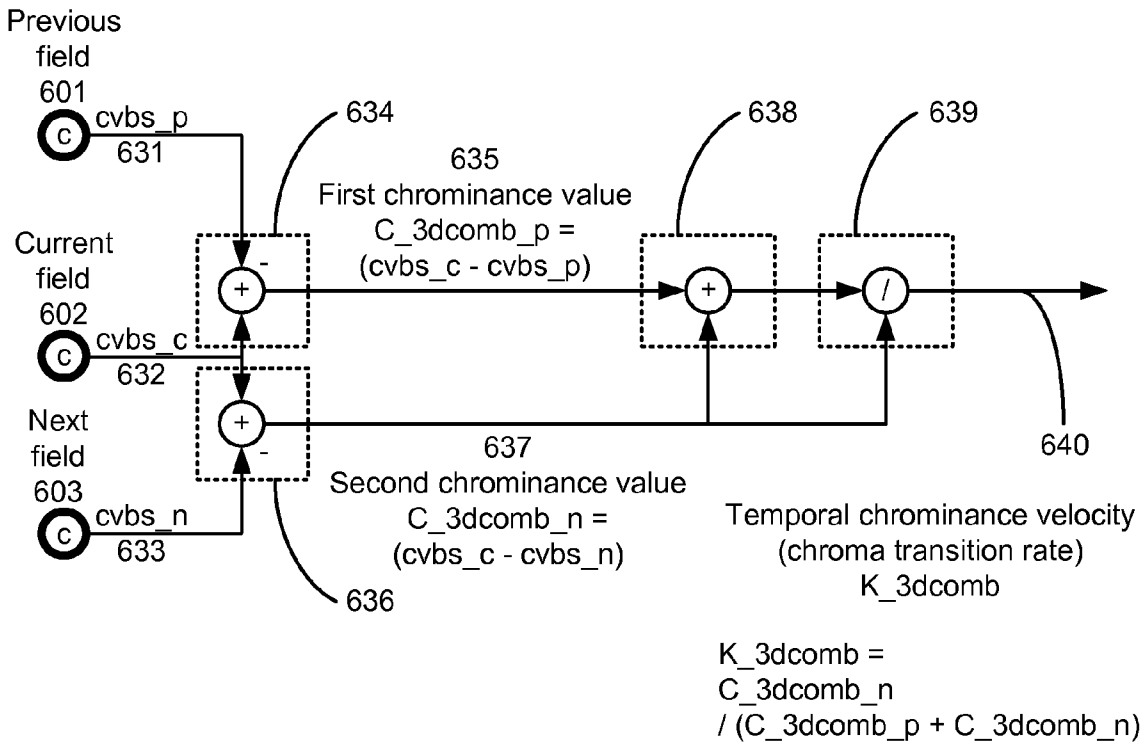 Previous
field
601
c
cvbs_p
631
634
638
639
635
First chrominance value
C_3dcomb_p =
(cvbs_c - cvbs_p)
Current
field
602
c
cvbs_c
632
-
+
+
/
Next
field
603
c
cvbs_n
633
+
-
637
Second chrominance value
C_3dcomb_n =
(cvbs_c - cvbs_n)
636
640
Temporal chrominance velocity
(chroma transition rate)
K_3dcomb
K_3dcomb =
C_3dcomb_n
/ (C_3dcomb_p + C_3dcomb_n)